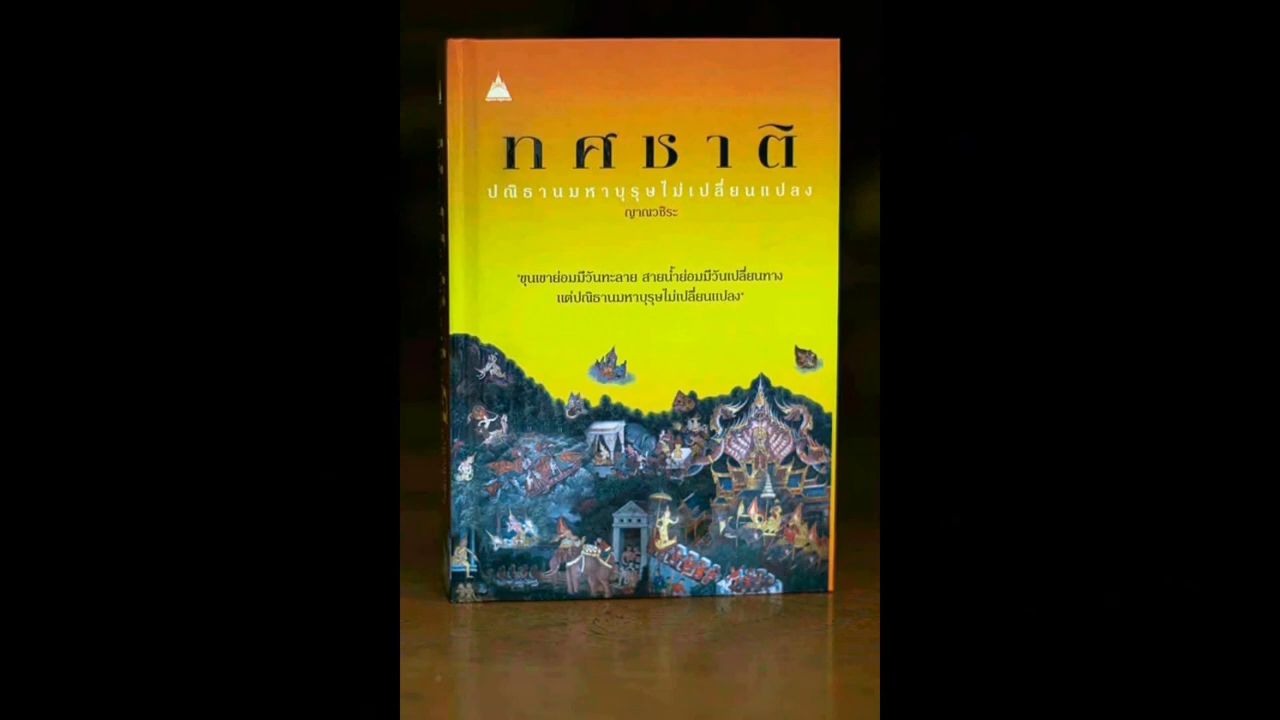 ทศชาติ
ปณิธานมหาบุรุษไม่เปลี่ยนแปลง
ญาณวชิระ
"ขุนเขาย่อมมีวันทะลาย สายน้ำย่อมมีวันเปลี่ยนทาง
แต่ปณิธานมหาบุรุษไม่เปลี่ยนแปลง"